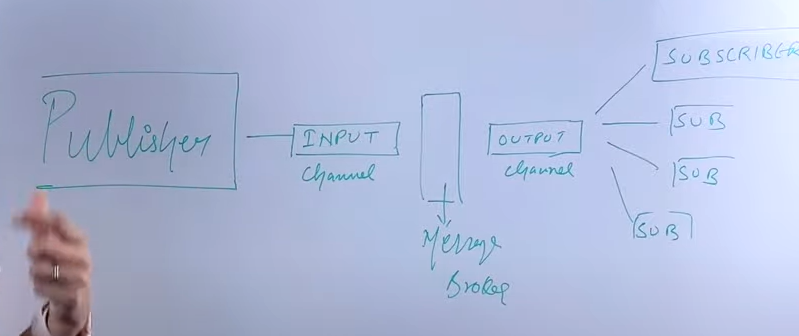 Publisher
INPUT
channel
OUTPUT
channel
Message
Broker
SUBSCRIBER
SUB
SUB
SUB